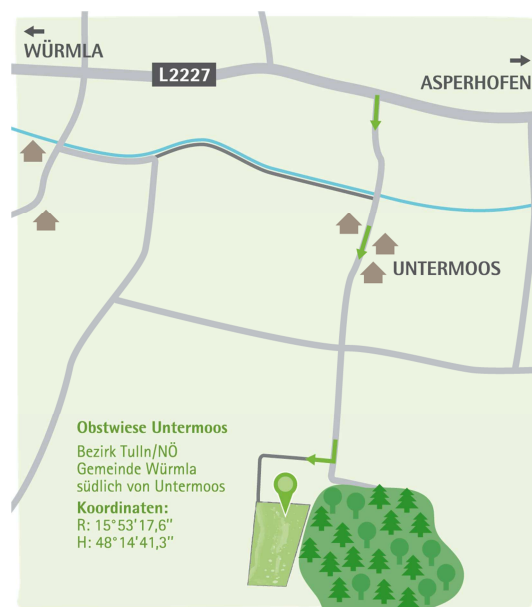 WÜRMLA
L2227
ASPERHOFEN
UNTERMOOS
Obstwiese Untermoos
Bezirk Tulln/NÖ
Gemeinde Würmla
südlich von Untermoos
Koordinaten:
R: 15°53'17,6’’
H: 48°14'41,3’’